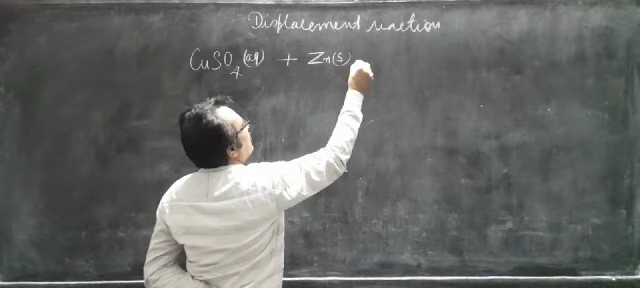 Displacement reaction
CuSO₄(aq) + Zn(s)